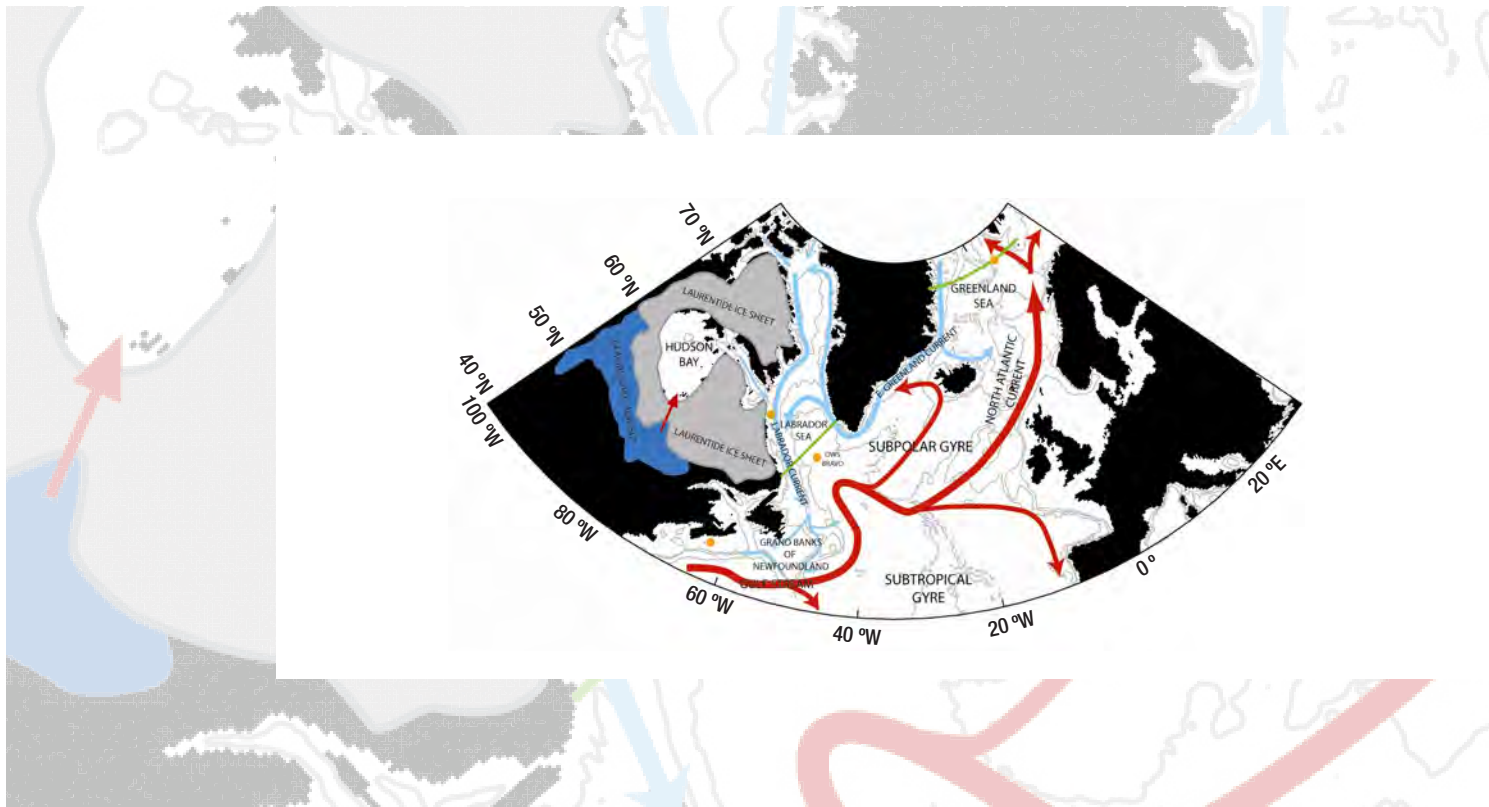 70 ºN
60 ºN
50 ºN
40 ºN
100 ºW
80 ºW
60 ºW
40 ºW
20 ºW
0 º
20 ºE
LAURENTIDE ICE SHEET
HUDSON
BAY
LAURENTIDE ICE SHEET
LABRADOR
SEA
LABRADOR CURRENT
OWS
BRAVO
E. GREENLAND CURRENT
GREENLAND
SEA
NORTH ATLANTIC
CURRENT
SUBPOLAR GYRE
GRAND BANKS
OF
NEWFOUNDLAND
GULF STREAM
SUBTROPICAL
GYRE